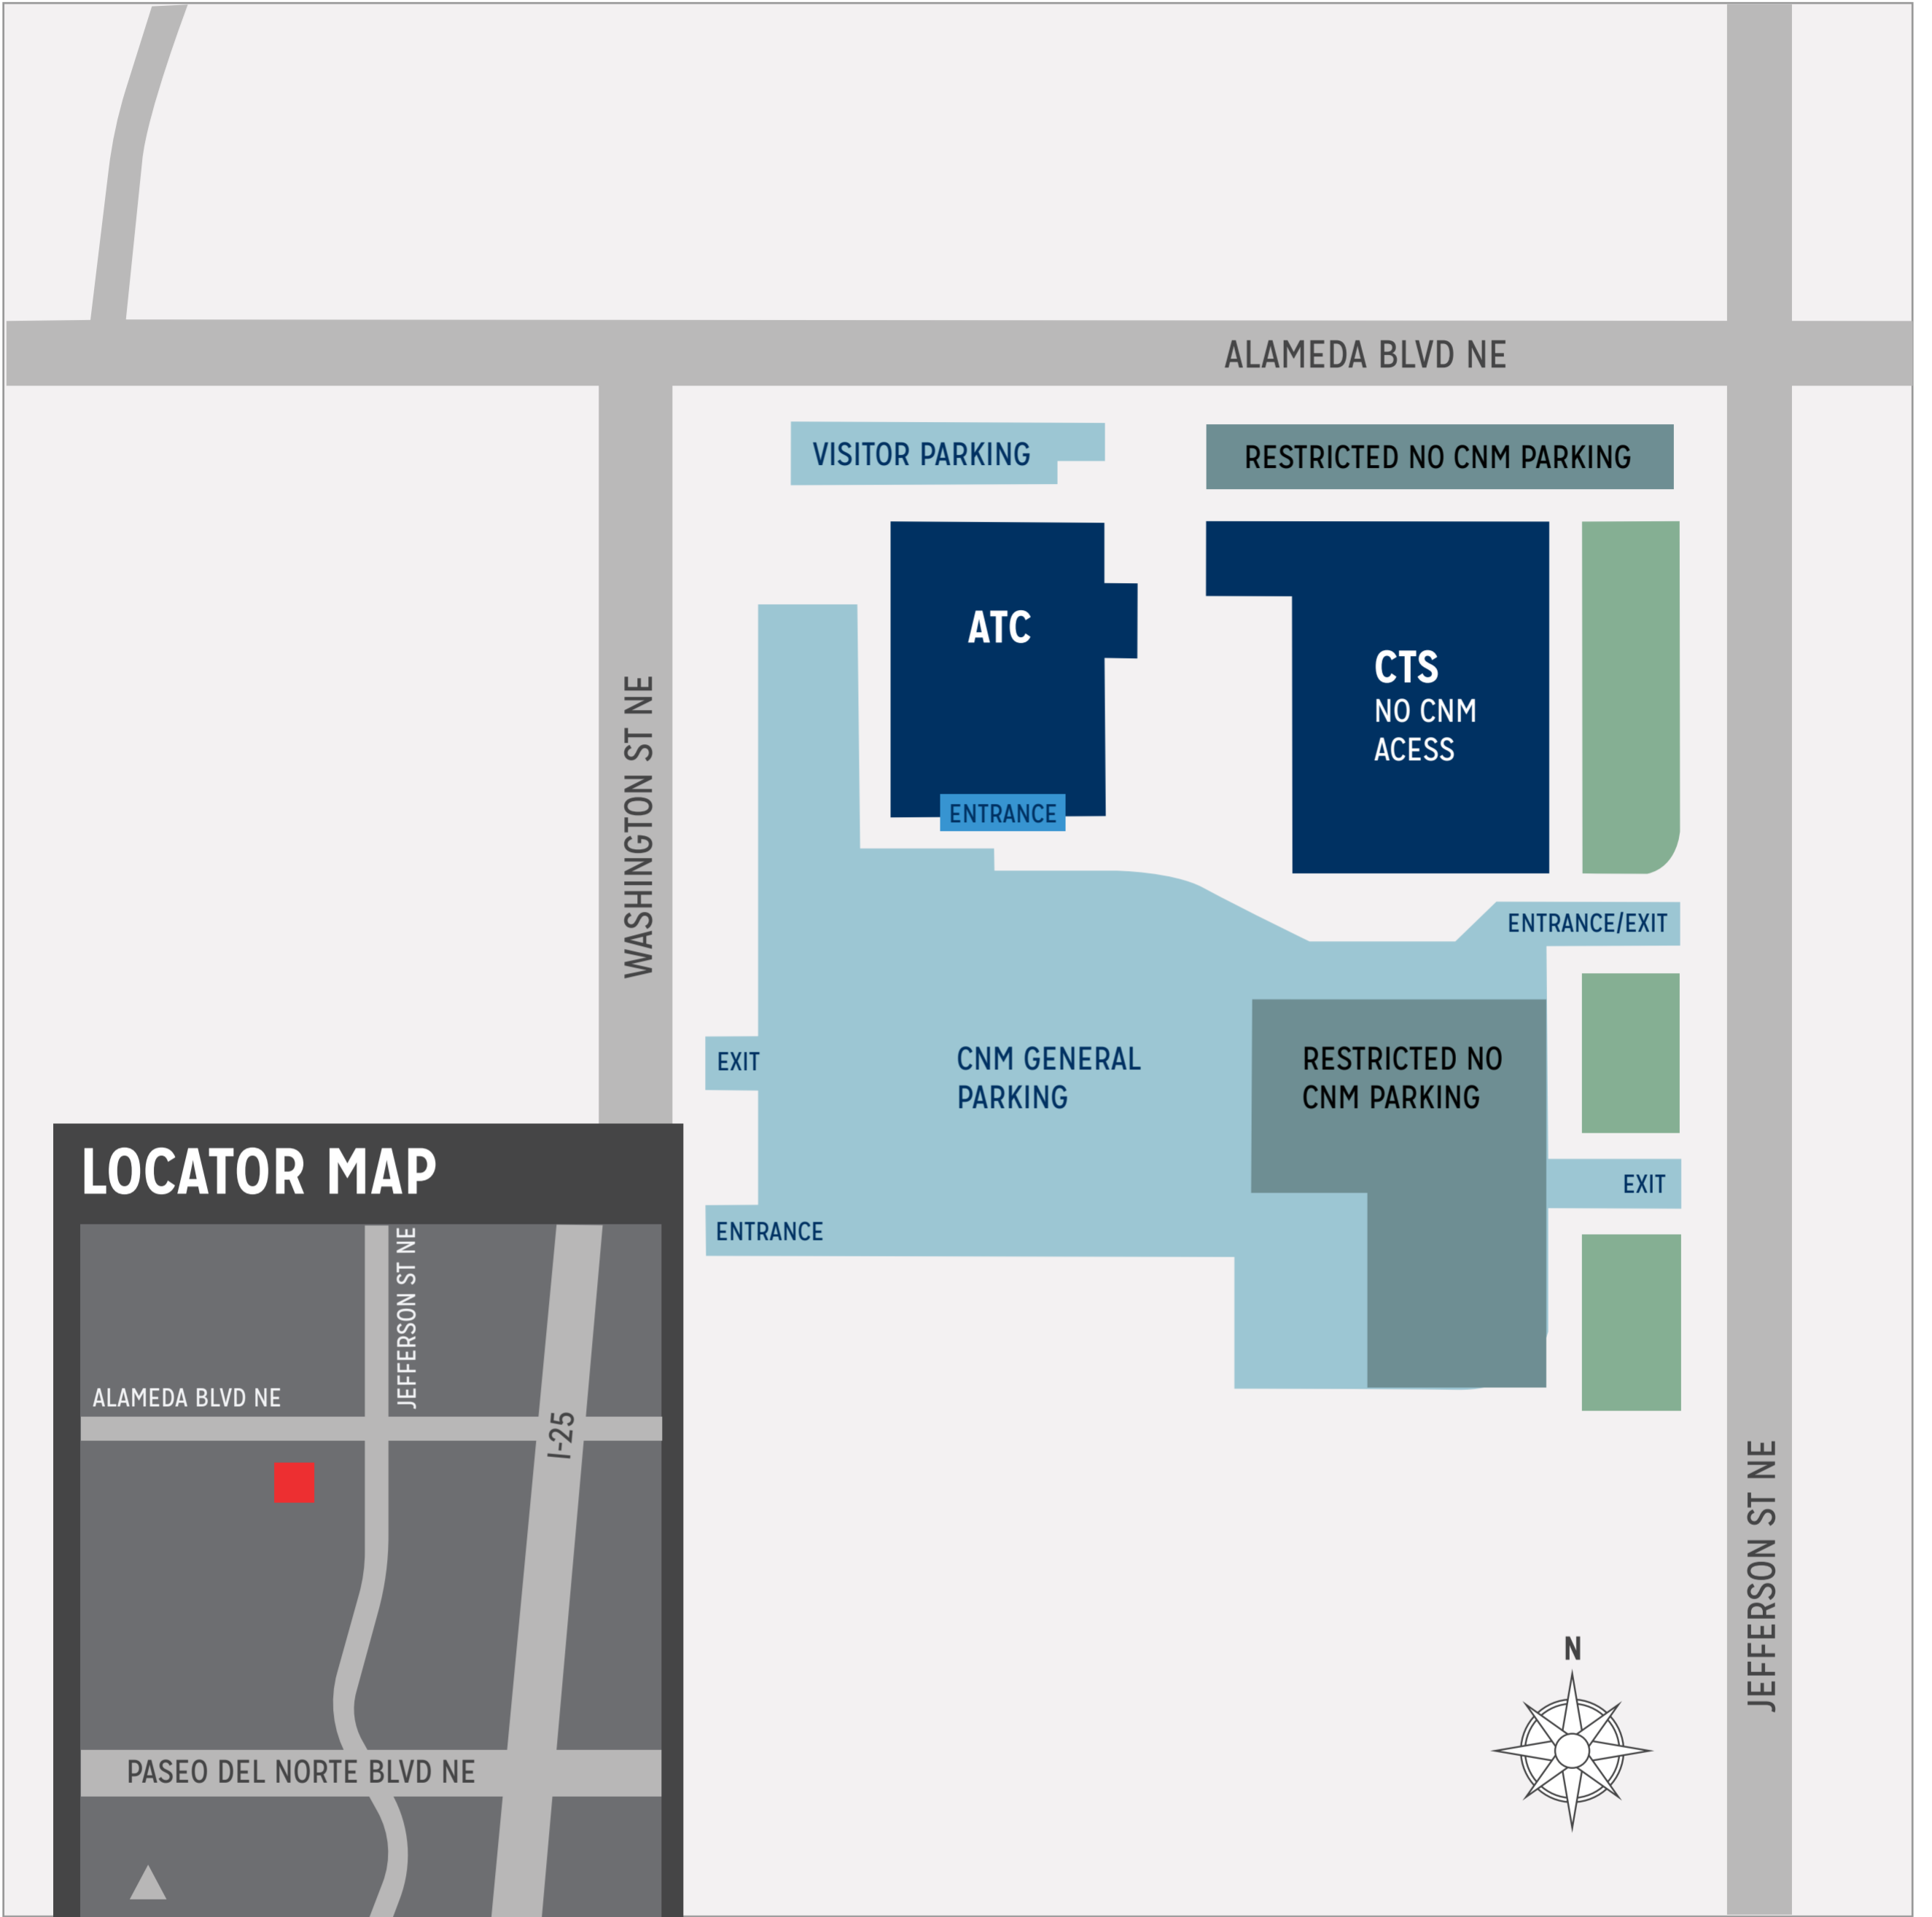 ALAMEDA BLVD NE
VISITOR PARKING
RESTRICTED NO CNM PARKING
ATC
CTS
NO CNM
ACESS
ENTRANCE
WASHINGTON ST NE
ENTRANCE/EXIT
EXIT
CNM GENERAL
PARKING
RESTRICTED NO
CNM PARKING
EXIT
ENTRANCE
JEFFERSON ST NE
N
LOCATOR MAP
JEFFERSON ST NE
ALAMEDA BLVD NE
I-25
PASEO DEL NORTE BLVD NE